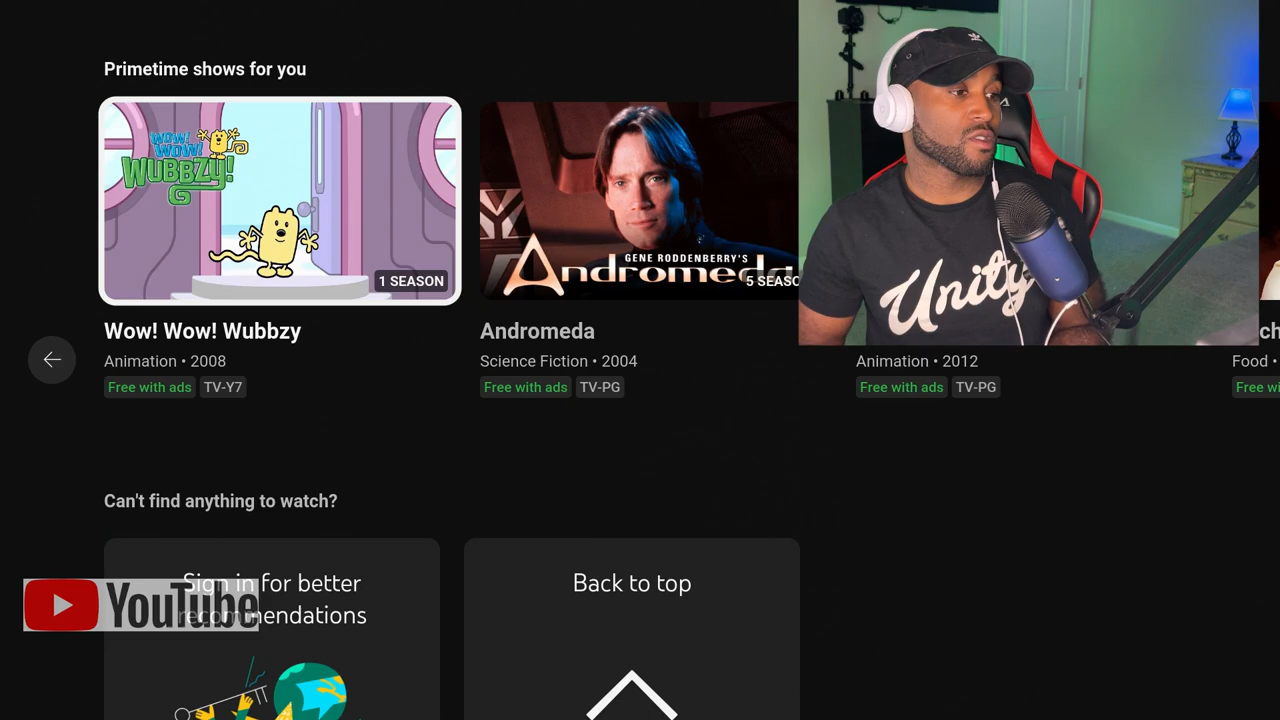 Primetime shows for you
WOW!
WOW!
WUBBZY!
1 SEASON
GENE RODDENBERRY'S
Andromeda
5 SEASO
Unity
Wow! Wow! Wubbzy
Andromeda
Animation • 2008
Science Fiction • 2004
Animation • 2012
Food •
Free with ads TV-Y7
Free with ads TV-PG
Free with ads TV-PG
Free wi
Can't find anything to watch?
Sign in for better
recommendations
Back to top
YouTube